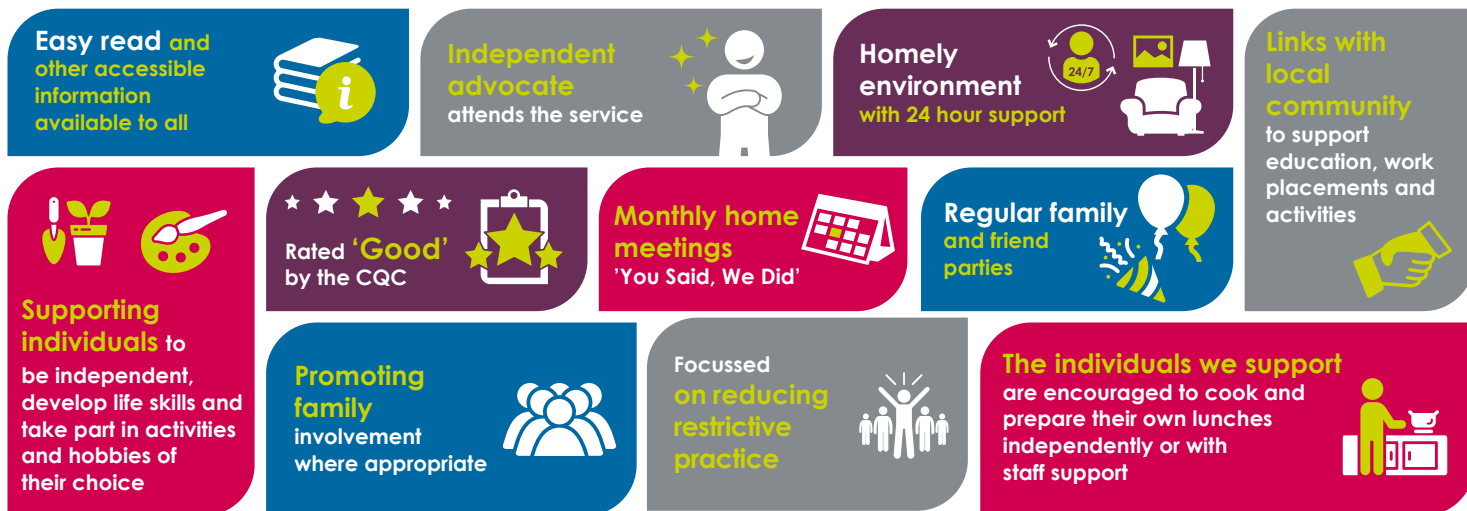 Easy read and
other accessible
information
available to all
Independent
advocate
attends the service
Homely
environment
with 24 hour support
24/7
Links with
local
community
to support
education, work
placements and
activities
Supporting
individuals to
be independent,
develop life skills and
take part in activities
and hobbies of
their choice
Rated 'Good'
by the CQC
Monthly home
meetings
'You Said, We Did'
Regular family
and friend
parties
Promoting
family
involvement
where appropriate
Focussed
on reducing
restrictive
practice
The individuals we support
are encouraged to cook and
prepare their own lunches
independently or with
staff support